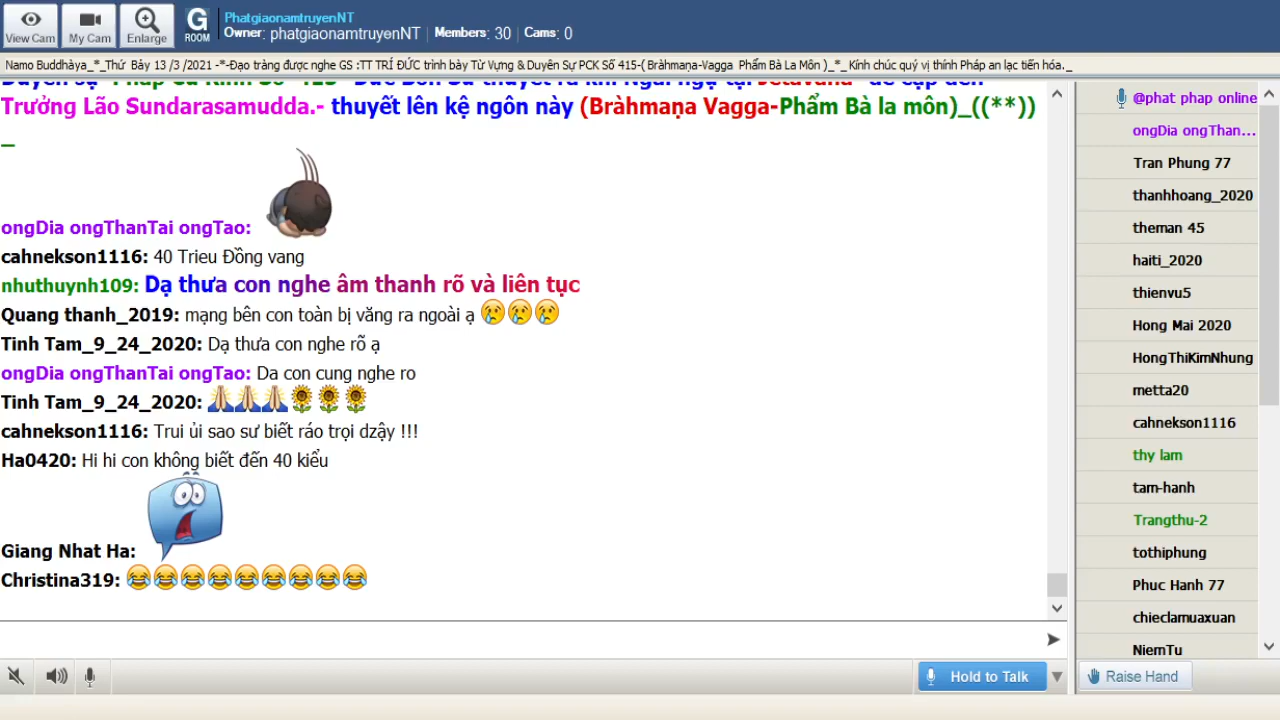 View Cam
My Cam
Enlarge
G
ROOM
PhatgiaonamtruyenNT
Owner: phatgiaonamtruyenNT | Members: 30 | Cams: 0
Namo Buddhàya_*_Thứ Bảy 13 /3 /2021 -*-Đạo tràng được nghe GS :TT TRÍ ĐỨC trình bày Từ Vựng & Duyên Sự PCK Số 415-( Bràhmaṇa-Vagga Phẩm Bà La Môn )_*_Kính chúc quý vị thính Pháp an lạc tiến hóa._
Trưởng Lão Sundarasamudda.- thuyết lên kệ ngôn này (Bràhmaṇa Vagga-Phẩm Bà la môn)_((**))
_
ongDia ongThanTai ongTao:
cahnekson1116: 40 Trieu Đồng vang
nhuthuynh109: Dạ thưa con nghe âm thanh rõ và liên tục
Quang thanh_2019: mạng bên con toàn bị văng ra ngoài ạ 😢😢😢
Tinh Tam_9_24_2020: Dạ thưa con nghe rõ ạ
ongDia ongThanTai ongTao: Da con cung nghe ro
Tinh Tam_9_24_2020: 🙏🙏🙏🌻🌻🌻
cahnekson1116: Trui ủi sao sư biết ráo trọi dzậy !!!
Ha0420: Hi hi con không biết đến 40 kiểu
Giang Nhat Ha:
Christina319: 😂😂😂😂😂😂😂😂😂
Hold to Talk
@phat phap online
ongDia ongThan...
Tran Phung 77
thanhhoang_2020
theman 45
haiti_2020
thienvu5
Hong Mai 2020
HongThiKimNhung
metta20
cahnekson1116
thy lam
tam-hanh
Trangthu-2
tothiphung
Phuc Hanh 77
chieclamuaxuan
NiemTu
Raise Hand